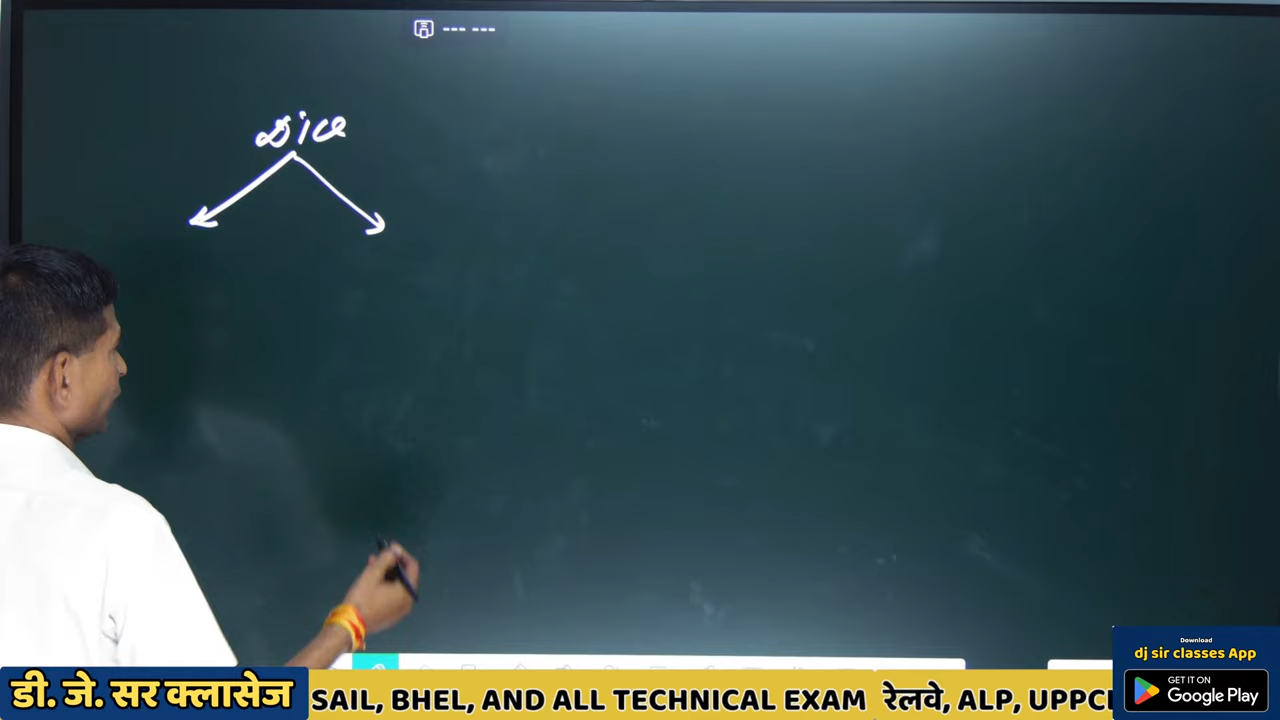 Dice
डी. जे. सर क्लासेज
SAIL, BHEL, AND ALL TECHNICAL EXAM रेलवे, ALP, UPPC
Download
dj sir classes App
GET IT ON
Google Play